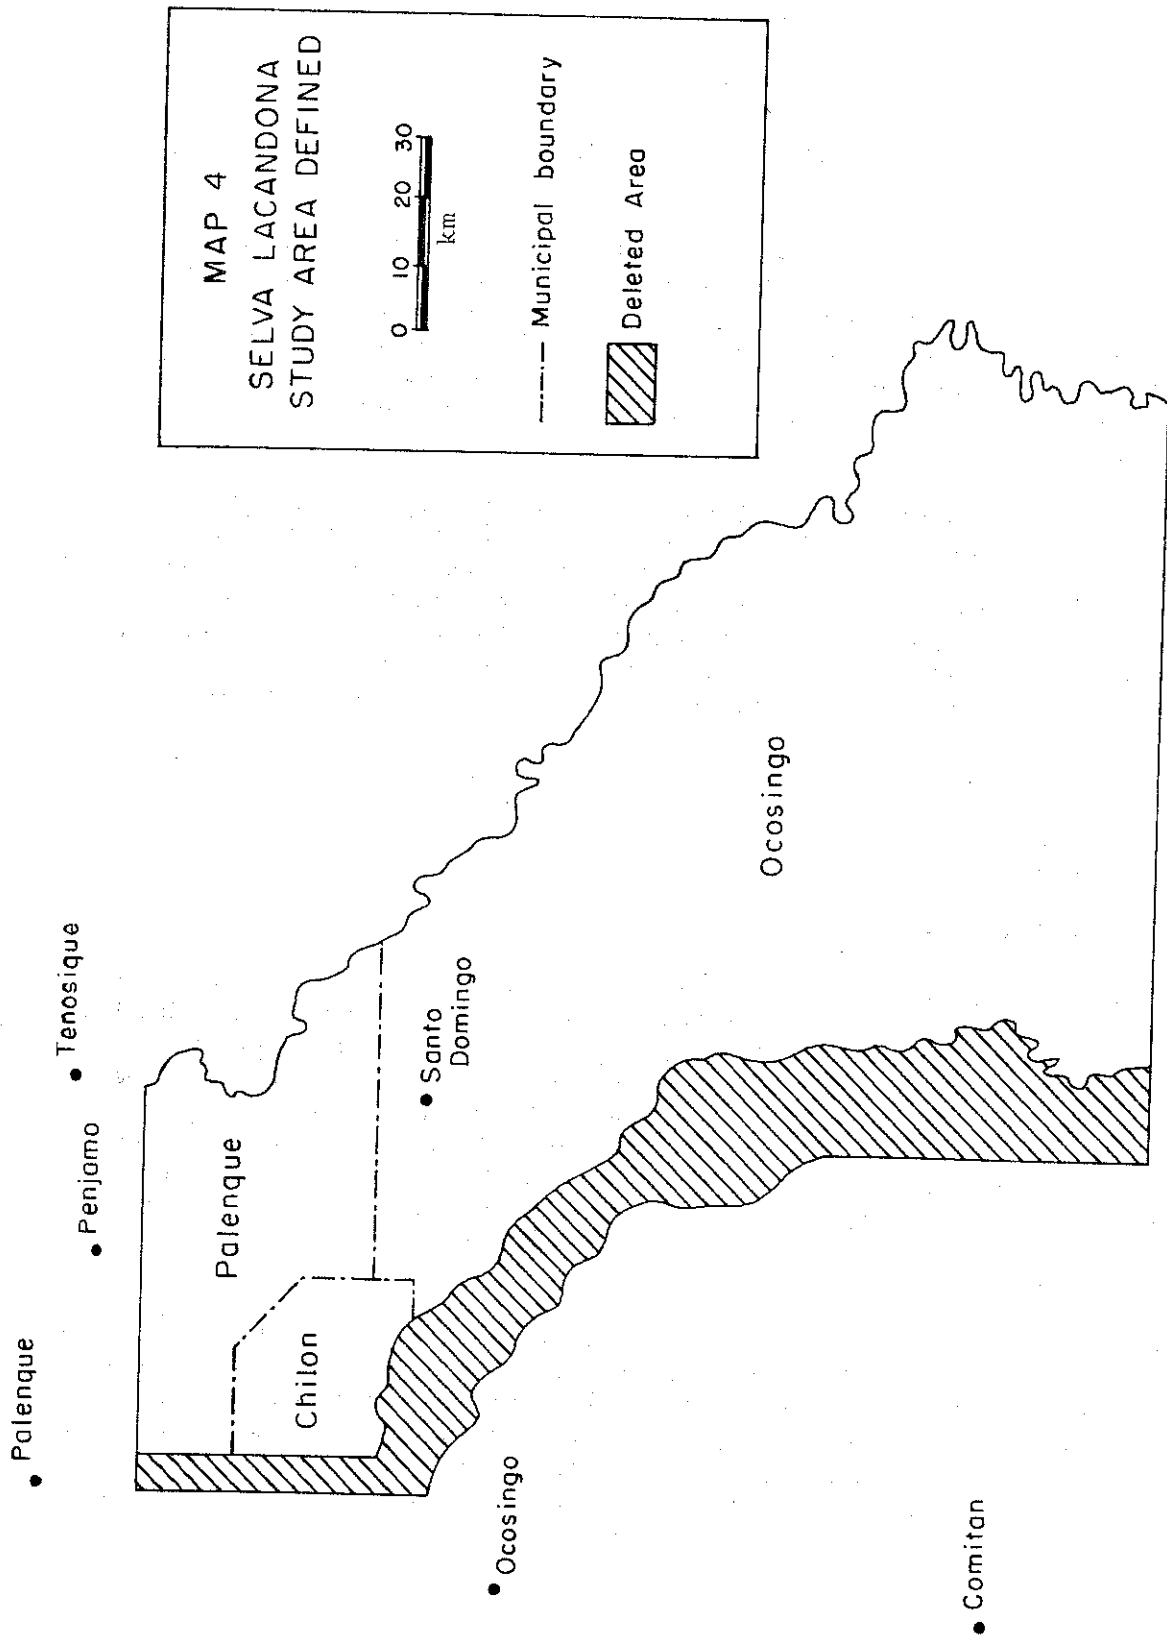 MAP 4
SELVA LACANDONA
STUDY AREA DEFINED
0 10 20 30
km
Municipal boundary
Deleted Area
Palenque
Penjamo
Tenosique
Palenque
Chilon
Santo
Domingo
Ocosingo
Ocosingo
Comitan